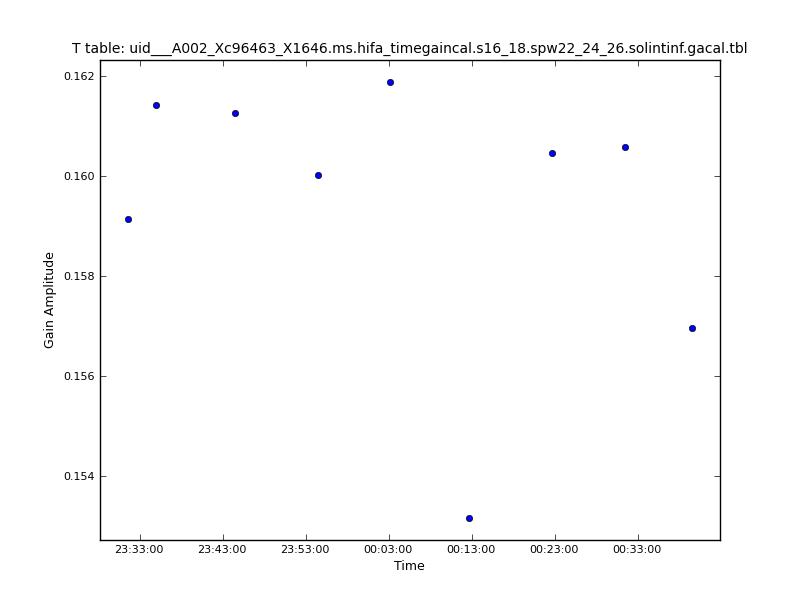 T table: uid___A002_Xc96463_X1646.ms.hifa_timegaincal.s16_18.spw22_24_26.solintinf.gacal.tbl
0.162
0.160
0.158
0.156
0.154
Gain Amplitude
23:33:00 23:43:00 23:53:00 00:03:00 00:13:00 00:23:00 00:33:00
Time